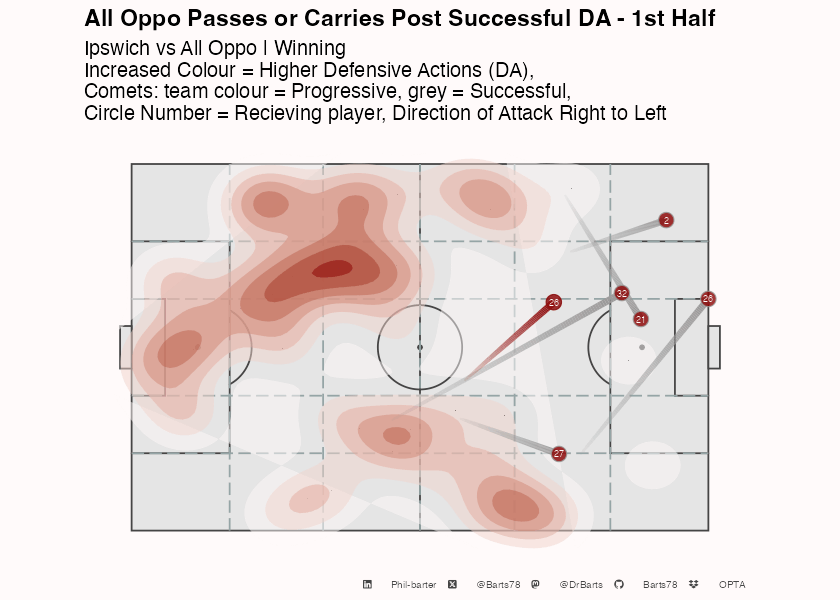 All Oppo Passes or Carries Post Successful DA - 1st Half
Ipswich vs All Oppo | Winning
Increased Colour = Higher Defensive Actions (DA),
Comets: team colour = Progressive, grey = Successful,
Circle Number = Recieving player, Direction of Attack Right to Left
2
32
26
26
21
27
Phil-barter @Barts78 @DrBarts Barts78 OPTA